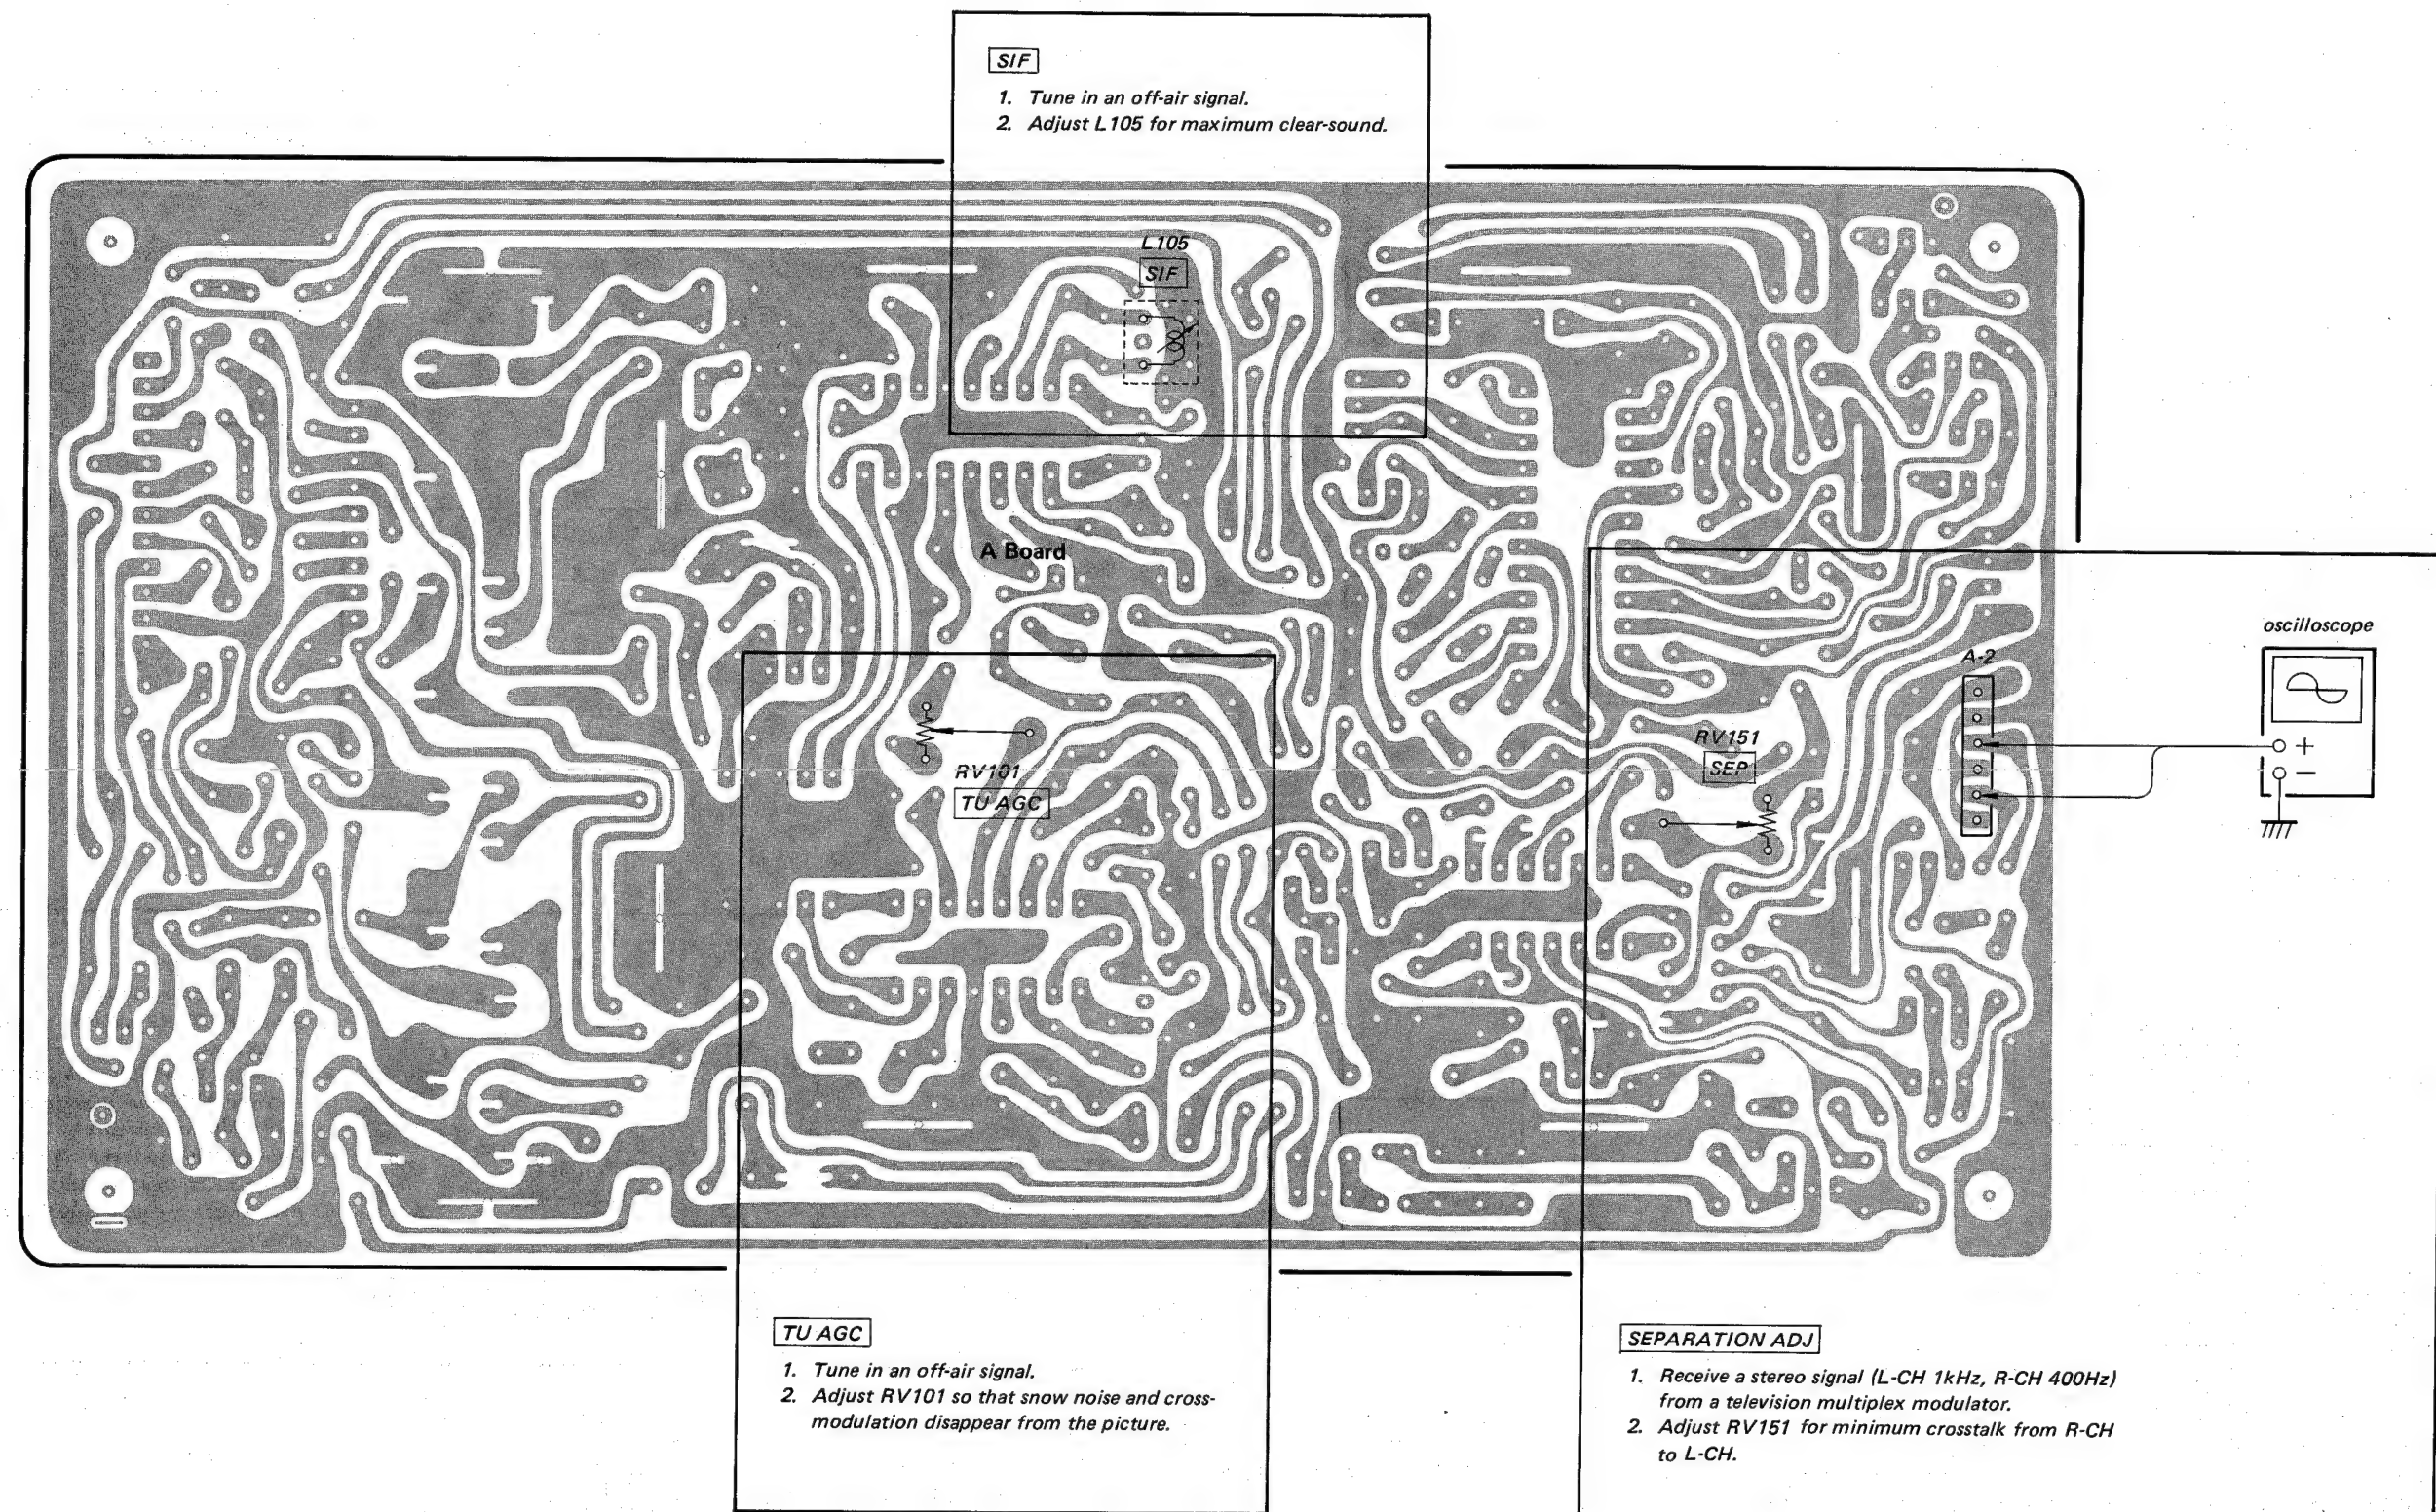 SIF
1. Tune in an off-air signal.
2. Adjust L105 for maximum clear-sound.
L105
SIF
A Board
oscilloscope
A-2
RV151
SEP
+
−
RV101
TU AGC
TU AGC
1. Tune in an off-air signal.
2. Adjust RV101 so that snow noise and cross-
modulation disappear from the picture.
SEPARATION ADJ
1. Receive a stereo signal (L-CH 1kHz, R-CH 400Hz)
from a television multiplex modulator.
2. Adjust RV151 for minimum crosstalk from R-CH
to L-CH.